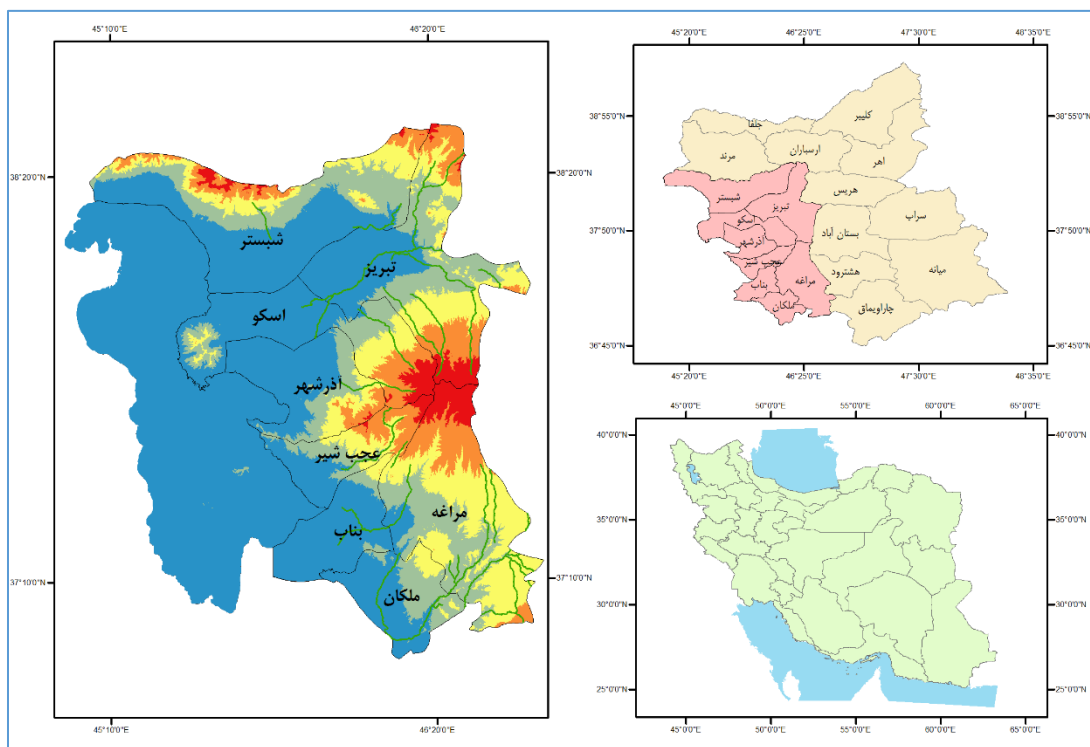 45°10'0"E
46°20'0"E
38°20'0"N
38°20'0"N
شبستر
تبریز
اسکو
آذرشهر
عجب شیر
مراغه
بناب
ملکان
37°10'0"N
37°10'0"N
45°10'0"E
46°20'0"E
45°20'0"E
46°25'0"E
47°30'0"E
48°35'0"E
38°55'0"N
38°55'0"N
کلیبر
جلفا
ارسباران
اهر
مرند
هریس
شبستر
تبریز
سراب
اسکو
37°50'0"N
37°50'0"N
بستان آباد
آذرشهر
عجب شیر
هشترود
میانه
مراغه
بناب
ملکان
چاراویماق
36°45'0"N
36°45'0"N
45°20'0"E
46°25'0"E
47°30'0"E
48°35'0"E
45°0'0"E
50°0'0"E
55°0'0"E
60°0'0"E
65°0'0"E
40°0'0"N
40°0'0"N
35°0'0"N
35°0'0"N
30°0'0"N
30°0'0"N
25°0'0"N
25°0'0"N
45°0'0"E
50°0'0"E
55°0'0"E
60°0'0"E
65°0'0"E